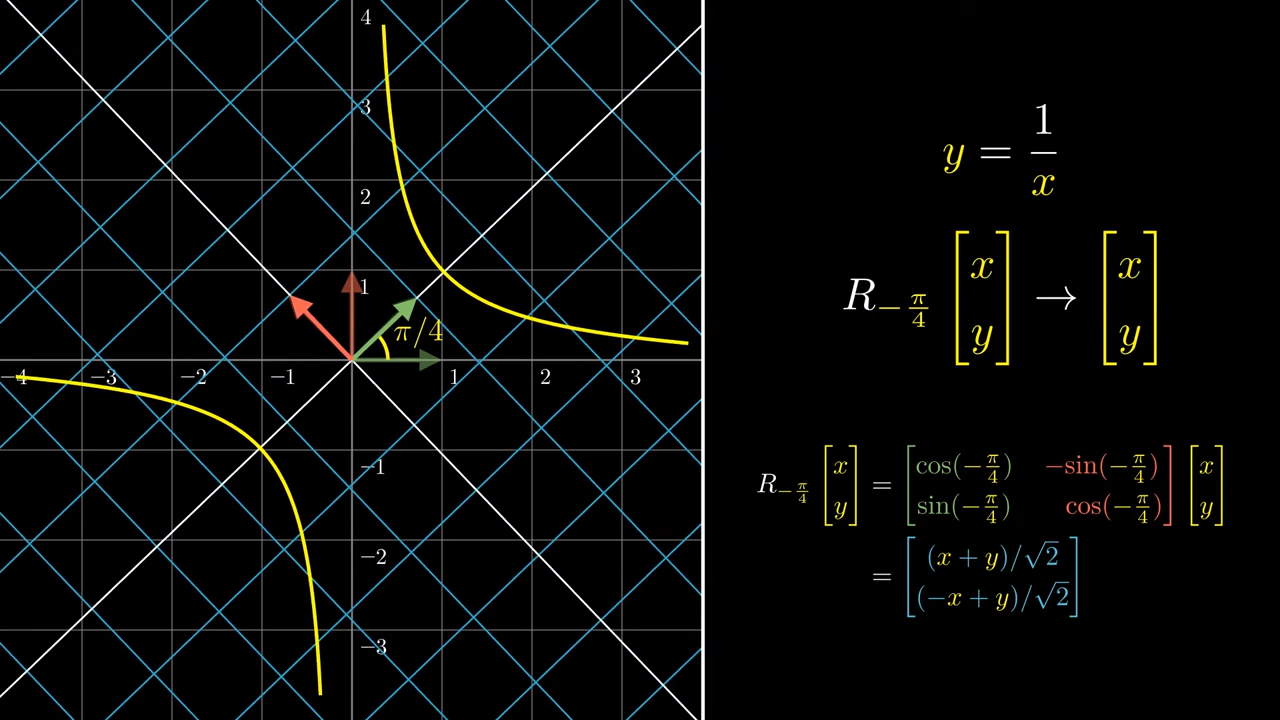 4
3
2
1
π/4
−4 −3 −2 −1 1 2 3
−1
−2
−3
y = 1/x
R_{−π/4} [x y] → [x y]
R_{−π/4} [x y] = [cos(−π/4) −sin(−π/4) sin(−π/4) cos(−π/4)] [x y]
= [(x + y)/√2 (−x + y)/√2]